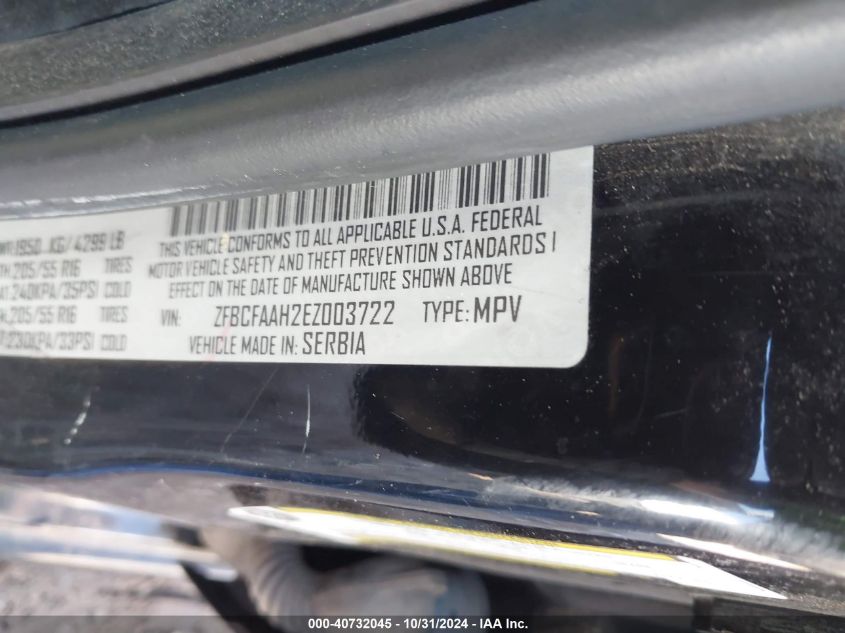 1950 KG/ 4299 LB
205/55 R16 TIRES
240KPA/35PSI COLD
205/55 R16 TIRES
230KPA/33PSI COLD
THIS VEHICLE CONFORMS TO ALL APPLICABLE U.S.A. FEDERAL
MOTOR VEHICLE SAFETY AND THEFT PREVENTION STANDARDS I
EFFECT ON THE DATE OF MANUFACTURE SHOWN ABOVE
VIN: ZFBCFAAH2EZ003722 TYPE: MPV
VEHICLE MADE IN: SERBIA
000-40732045 - 10/31/2024 - IAA Inc.